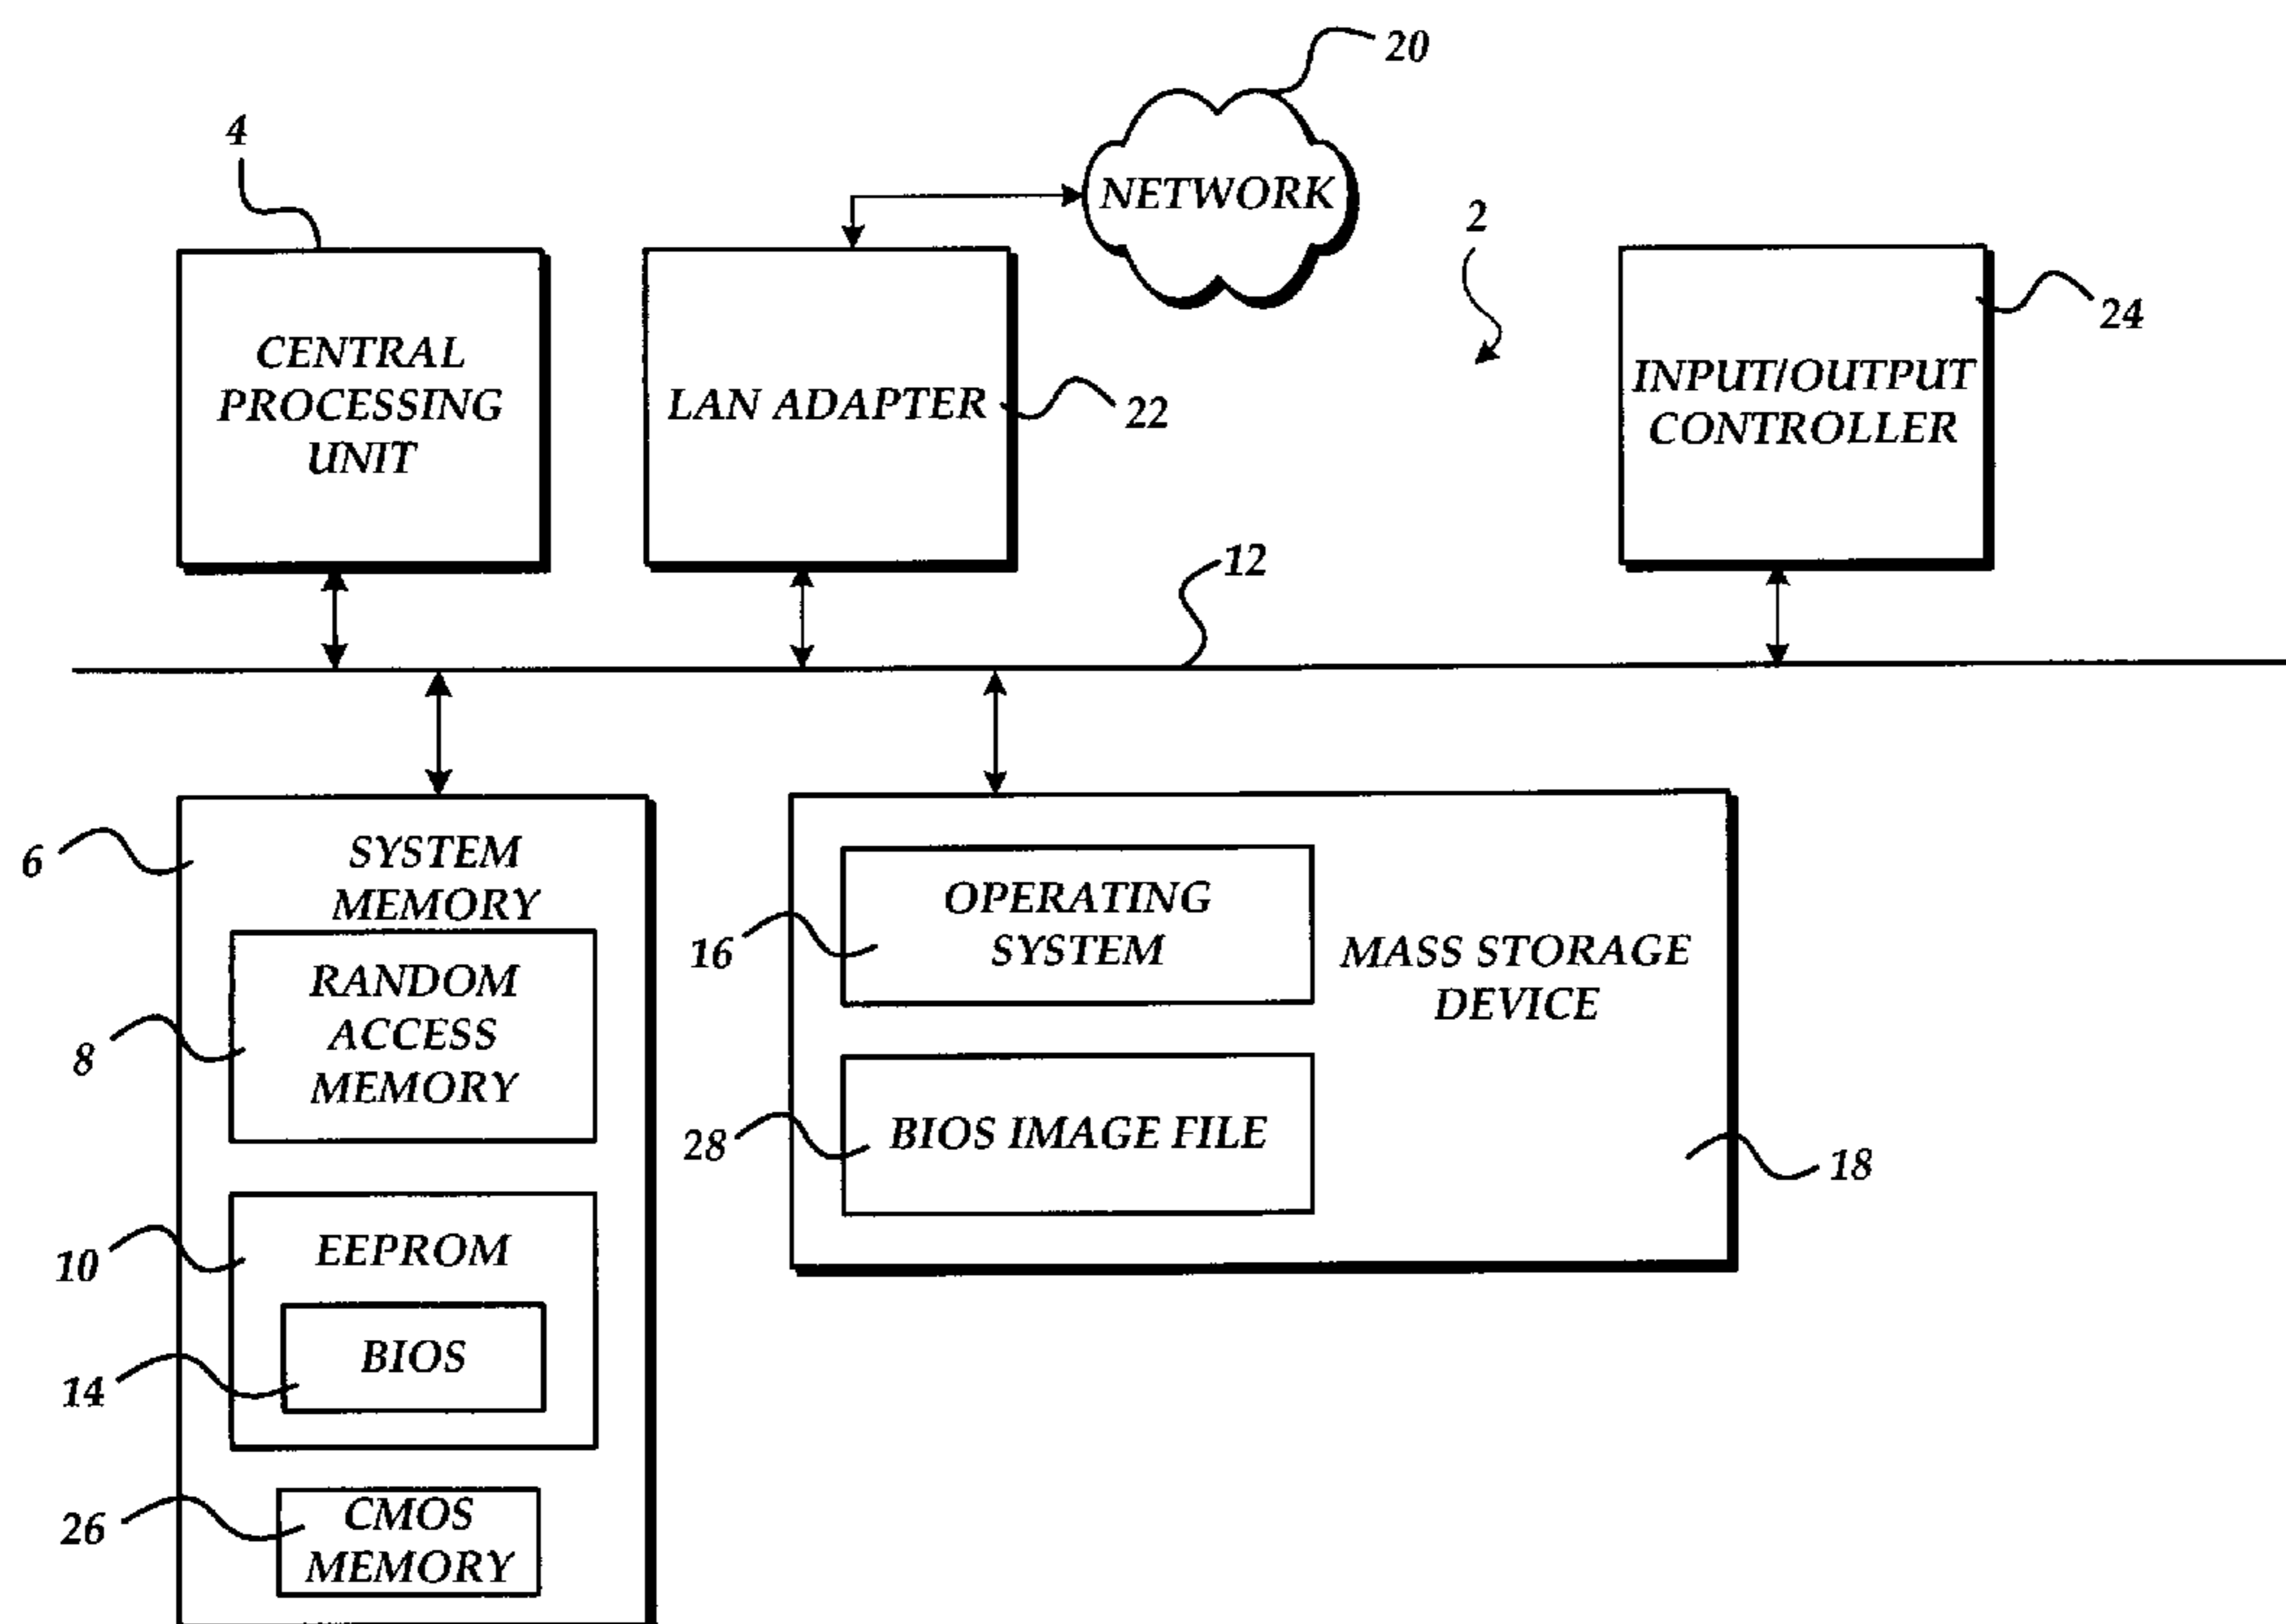 20
4
NETWORK
2
24
CENTRAL
PROCESSING
UNIT
LAN ADAPTER
22
INPUT/OUTPUT
CONTROLLER
12
6
SYSTEM
MEMORY
8
RANDOM
ACCESS
MEMORY
10
EEPROM
14
BIOS
26
CMOS
MEMORY
16
OPERATING
SYSTEM
MASS STORAGE
DEVICE
28
BIOS IMAGE FILE
18